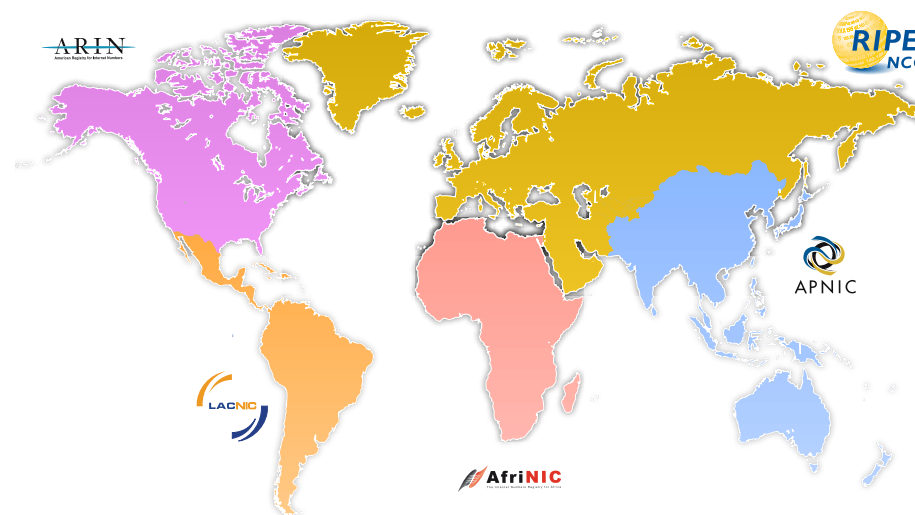 ARIN
American Registry for Internet Numbers
RIPE
NCC
APNIC
LACNIC
AfriNIC
The Internet Numbers Registry for Africa